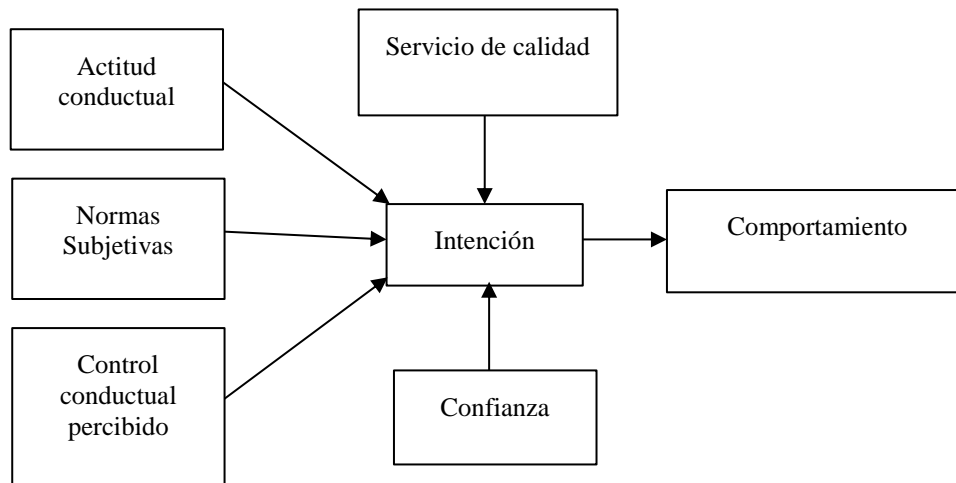 Servicio de calidad
Actitud
conductual
Normas
Subjetivas
Intención
Comportamiento
Control
conductual
percibido
Confianza